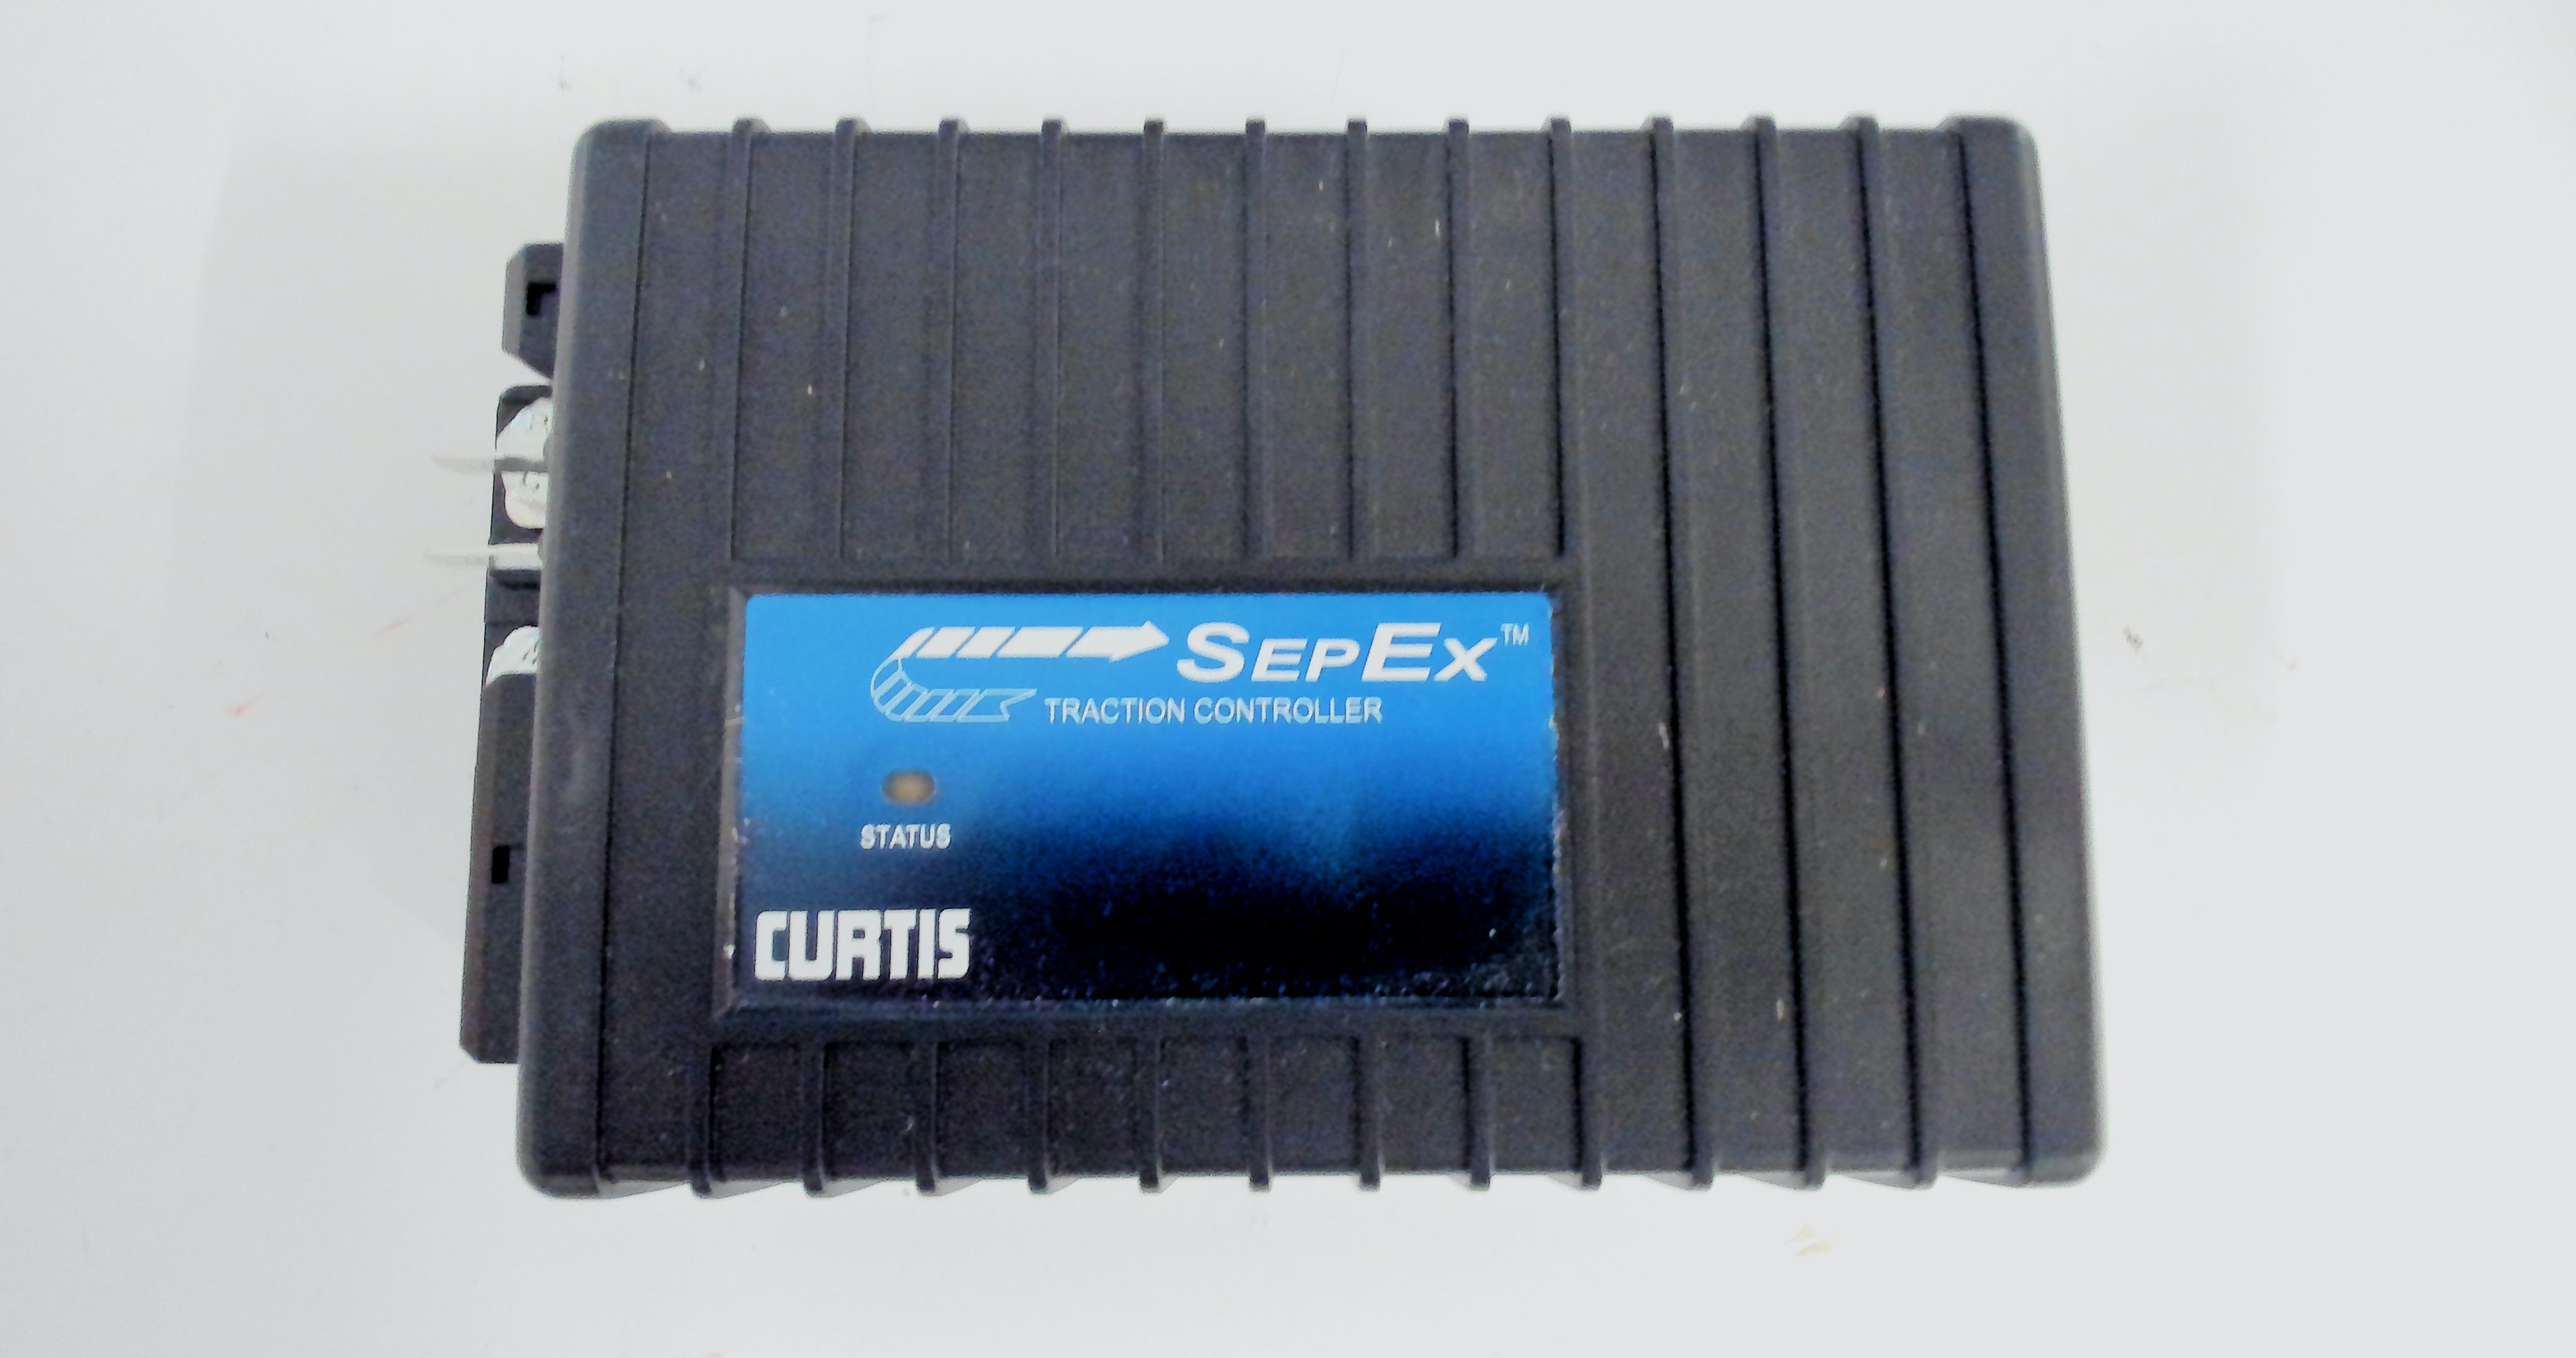 SEPEX™
TRACTION CONTROLLER
STATUS
CURTIS